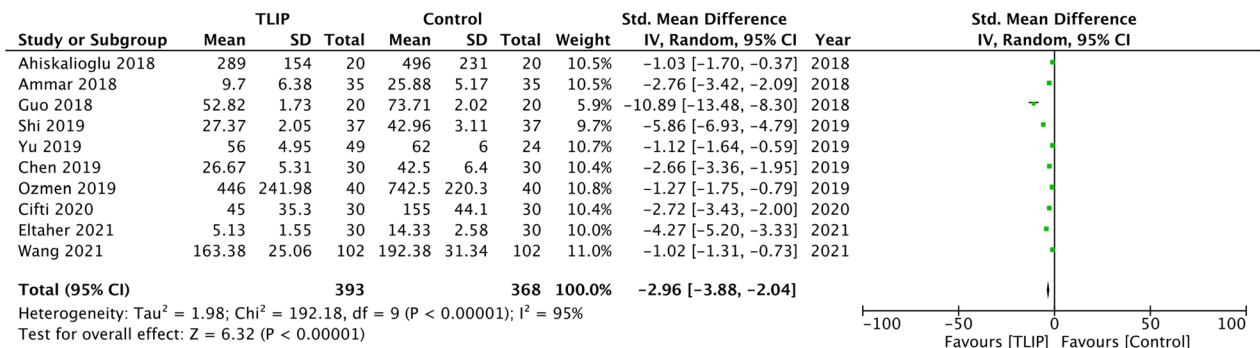 TLIP Control Std. Mean Difference Std. Mean Difference
Study or Subgroup Mean SD Total Mean SD Total Weight IV, Random, 95% CI Year IV, Random, 95% CI
Ahiskalioglu 2018 289 154 20 496 231 20 10.5% -1.03 [-1.70, -0.37] 2018
Ammar 2018 9.7 6.38 35 25.88 5.17 35 10.5% -2.76 [-3.42, -2.09] 2018
Guo 2018 52.82 1.73 20 73.71 2.02 20 5.9% -10.89 [-13.48, -8.30] 2018
Shi 2019 27.37 2.05 37 42.96 3.11 37 9.7% -5.86 [-6.93, -4.79] 2019
Yu 2019 56 4.95 49 62 6 24 10.7% -1.12 [-1.64, -0.59] 2019
Chen 2019 26.67 5.31 30 42.5 6.4 30 10.4% -2.66 [-3.36, -1.95] 2019
Ozmen 2019 446 241.98 40 742.5 220.3 40 10.8% -1.27 [-1.75, -0.79] 2019
Cifti 2020 45 35.3 30 155 44.1 30 10.4% -2.72 [-3.43, -2.00] 2020
Eltaher 2021 5.13 1.55 30 14.33 2.58 30 10.0% -4.27 [-5.20, -3.33] 2021
Wang 2021 163.38 25.06 102 192.38 31.34 102 11.0% -1.02 [-1.31, -0.73] 2021
Total (95% CI) 393 368 100.0% -2.96 [-3.88, -2.04]
Heterogeneity: Tau² = 1.98; Chi² = 192.18, df = 9 (P < 0.00001); I² = 95%
Test for overall effect: Z = 6.32 (P < 0.00001)
-100 -50 0 50 100
Favours [TLIP] Favours [Control]